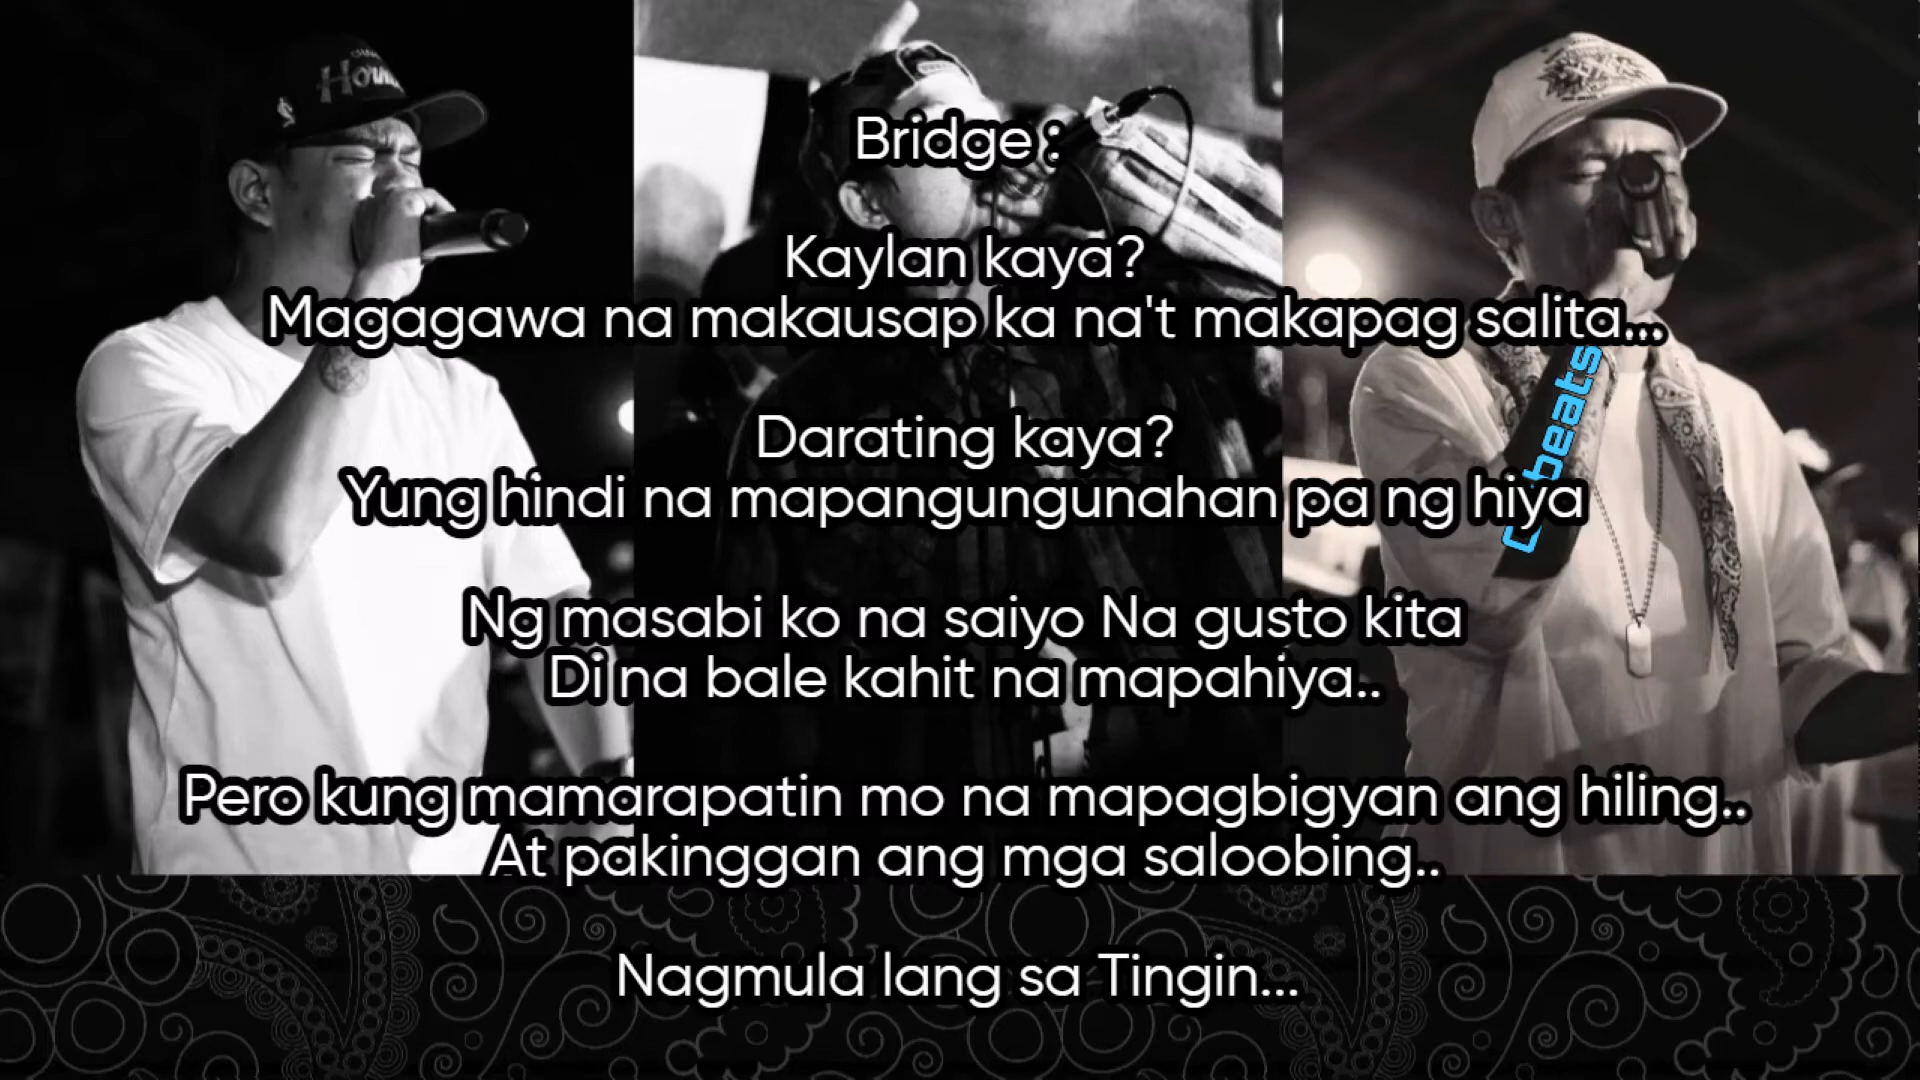 Bridge :
Kaylan kaya?
Magagawa na makausap ka na't makapag salita...
Darating kaya?
Yung hindi na mapangungunahan pa ng hiya
Ng masabi ko na saiyo Na gusto kita
Di na bale kahit na mapahiya..
Pero kung mamarapatin mo na mapagbigyan ang hiling..
At pakinggan ang mga saloobing..
Nagmula lang sa Tingin...
beats